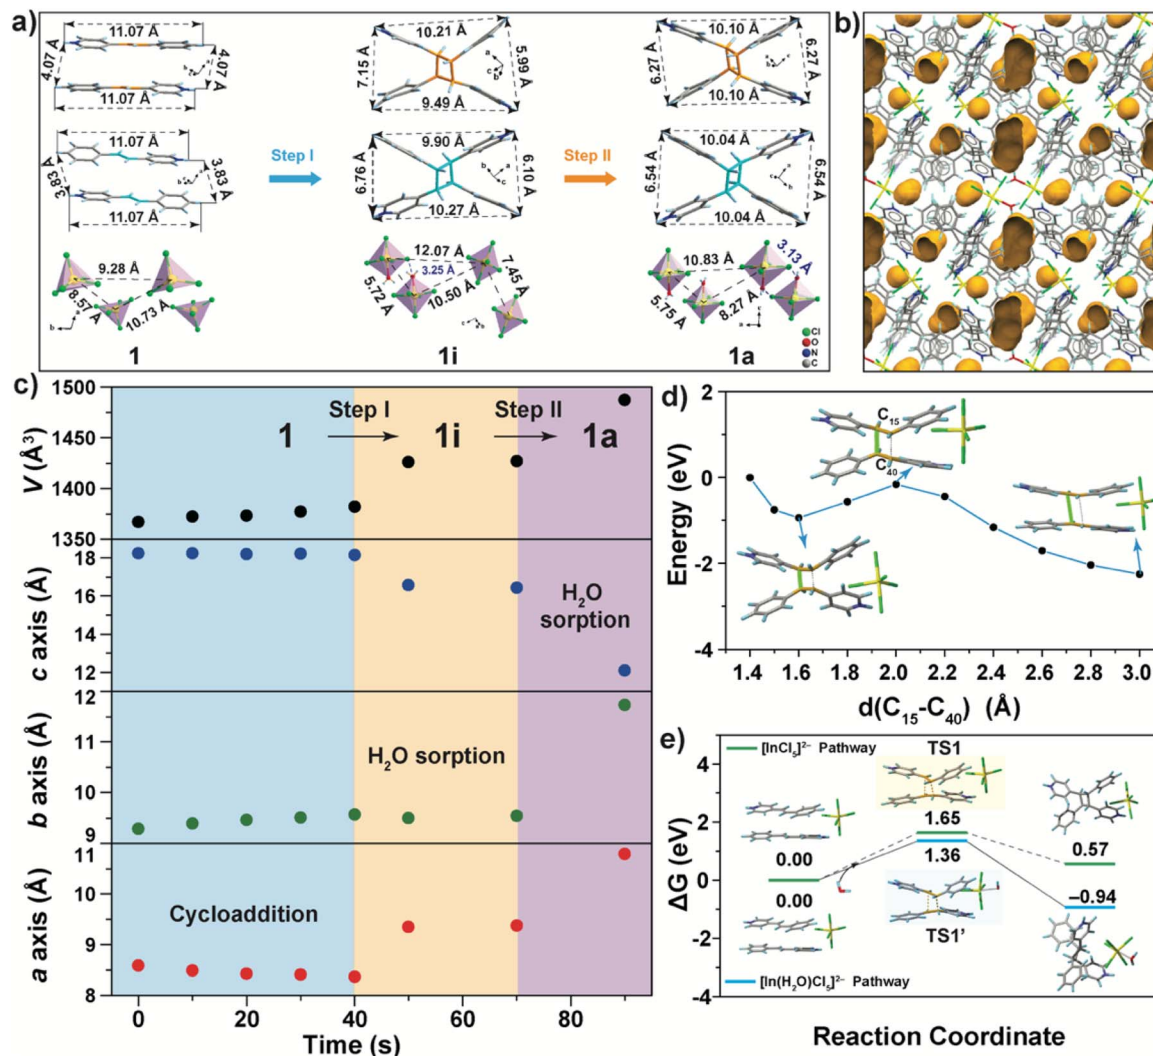 a)
11.07 Å
4.07 Å
4.07 Å
11.07 Å
11.07 Å
3.83 Å
3.83 Å
11.07 Å
9.28 Å
8.57 Å
10.73 Å
1
Step I
10.21 Å
7.15 Å
5.99 Å
9.49 Å
9.90 Å
6.76 Å
6.10 Å
10.27 Å
12.07 Å
3.25 Å
5.72 Å
10.50 Å
7.45 Å
1i
Step II
10.10 Å
6.27 Å
6.27 Å
10.10 Å
10.04 Å
6.54 Å
6.54 Å
10.04 Å
10.83 Å
3.13 Å
5.75 Å
8.27 Å
1a
Cl
O
N
C
b)
c)
1500
1450
1400
1350
V (Å³)
1
Step I
1i
Step II
1a
18
16
12
c axis (Å)
H₂O
sorption
12
11
10
9
b axis (Å)
H₂O sorption
11
10
9
8
a axis (Å)
Cycloaddition
0
20
40
60
80
Time (s)
d)
2
0
-2
-4
Energy (eV)
C₁₅
C₄₀
1.4
1.6
1.8
2.0
2.2
2.4
2.6
2.8
3.0
d(C₁₅-C₄₀) (Å)
e)
[InCl₅]²⁻ Pathway
TS1
4
2
0
-2
-4
ΔG (eV)
0.00
0.00
1.65
1.36
TS1'
0.57
−0.94
[In(H₂O)Cl₅]²⁻ Pathway
Reaction Coordinate